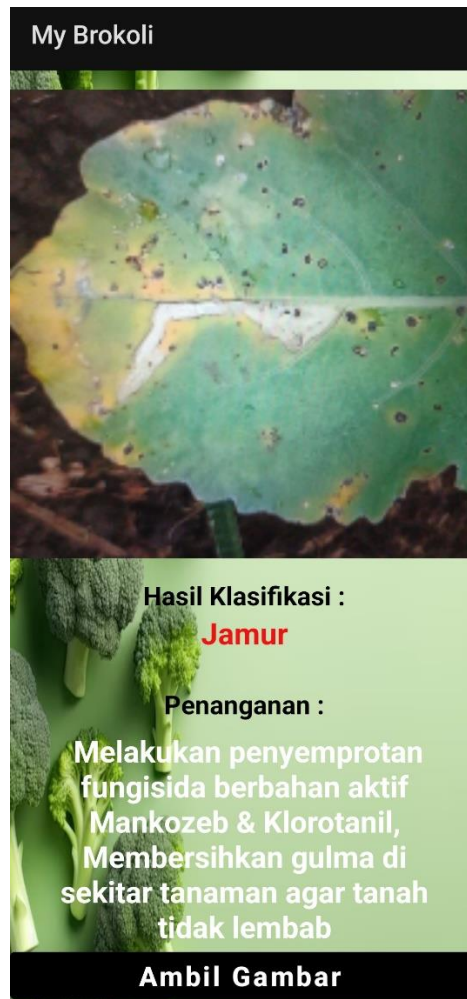 My Brokoli
Hasil Klasifikasi :
Jamur
Penanganan :
Melakukan penyemprotan
fungisida berbahan aktif
Mankozeb & Klorotanil,
Membersihkan gulma di
sekitar tanaman agar tanah
tidak lembab
Ambil Gambar